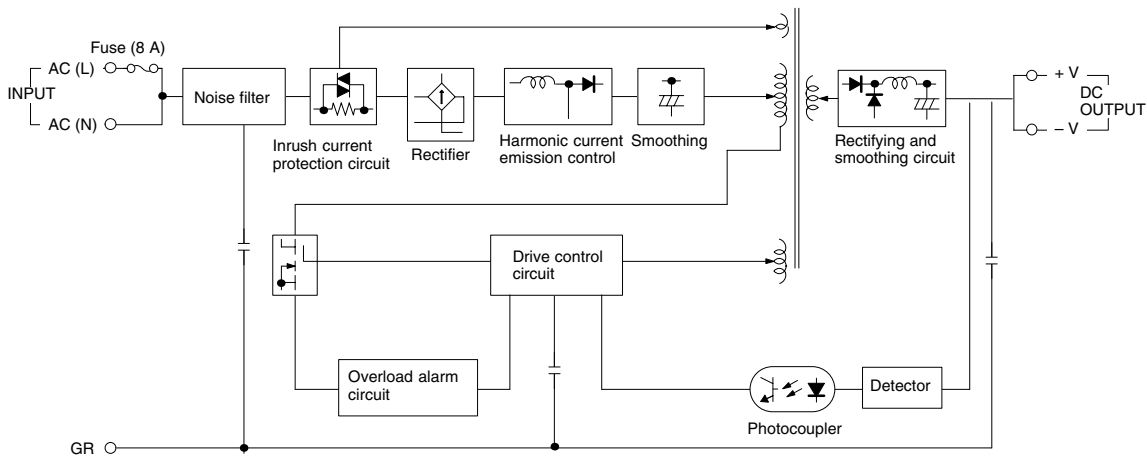 Fuse (8 A)
AC (L)
INPUT
AC (N)
Noise filter
Inrush current
protection circuit
Rectifier
Harmonic current
emission control
Smoothing
Rectifying and
smoothing circuit
+ V
DC
OUTPUT
– V
Drive control
circuit
Overload alarm
circuit
Photocoupler
Detector
GR